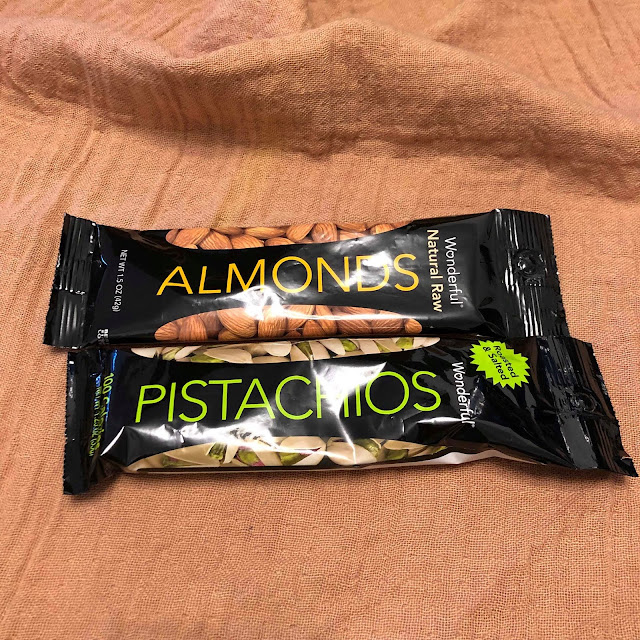 ALMONDS
Wonderful
Natural Raw
NET WT 1.5 OZ (42g)
PISTACHIOS
Wonderful
Roasted
& Salted